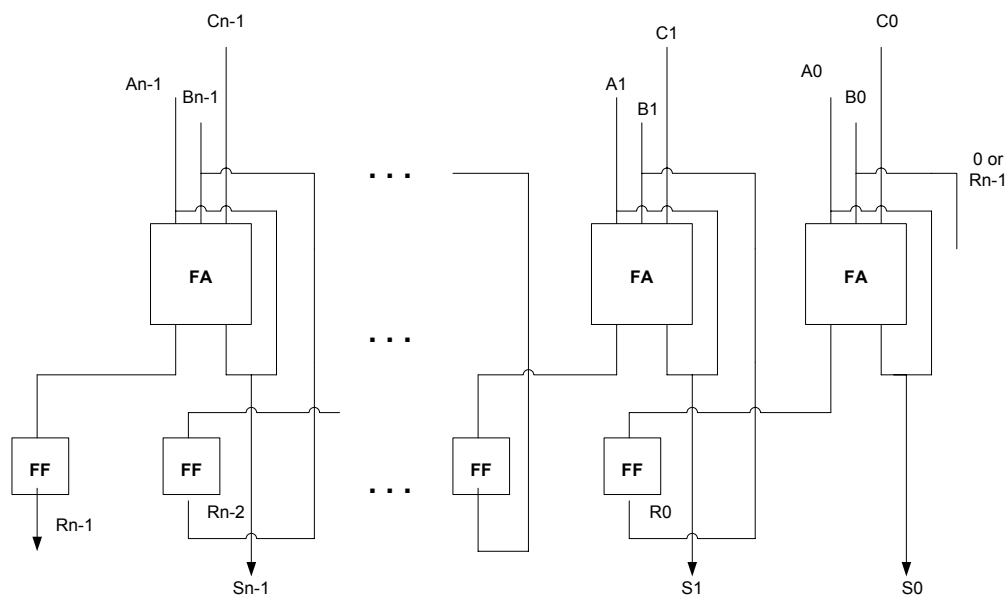 Cn-1
C1
C0
An-1
Bn-1
A1
B1
A0
B0
0 or
Rn-1
. . .
FA
FA
FA
. . .
FF
FF
. . .
FF
FF
Rn-1
Rn-2
R0
Sn-1
S1
S0